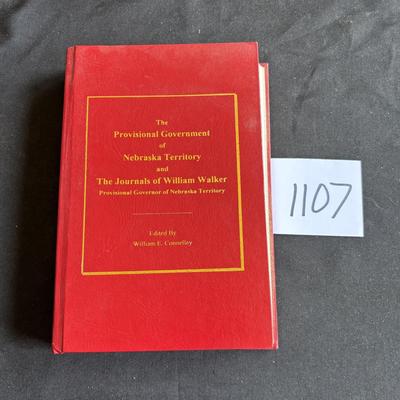 The
Provisional Government
of
Nebraska Territory
and
The Journals of William Walker
Provisional Governor of Nebraska Territory
Edited By
William E. Connelley
1107